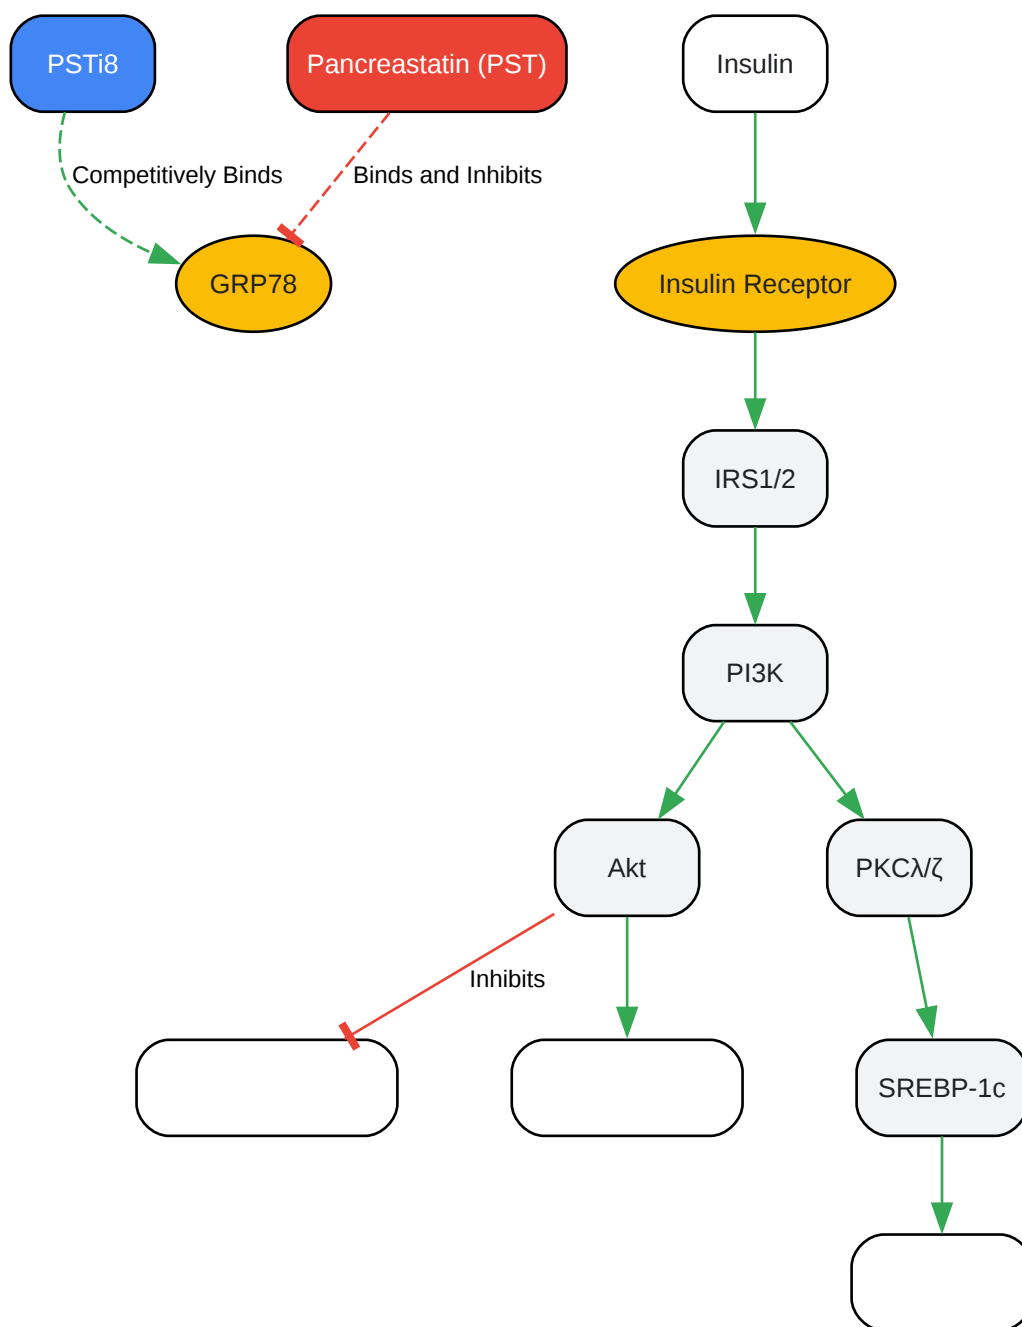 PSTi8
Pancreastatin (PST)
Insulin
Competitively Binds
Binds and Inhibits
GRP78
Insulin Receptor
IRS1/2
PI3K
Akt
PKCλ/ζ
Inhibits
SREBP-1c